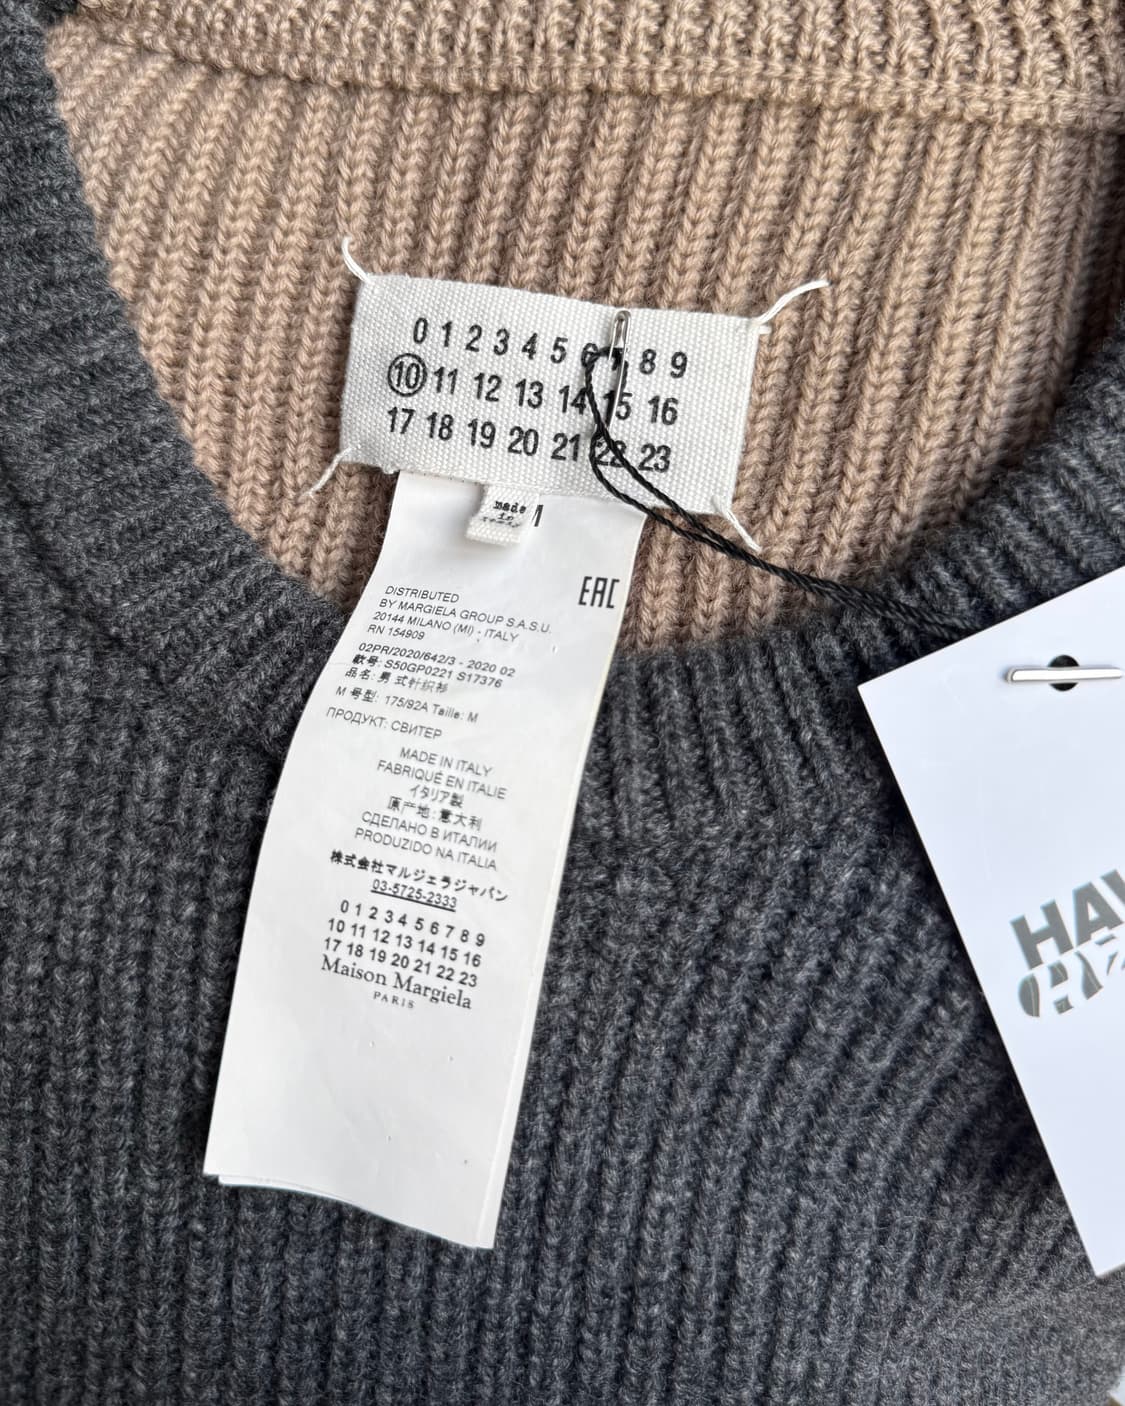 0 1 2 3 4 5 6 7 8 9
10 11 12 13 14 15 16
17 18 19 20 21 22 23
made
in
M
EAC
DISTRIBUTED
BY MARGIELA GROUP S.A.S.U.
20144 MILANO (MI) - ITALY
RN 154909
02PR/2020/642/3 - 2020 02
款号: S50GP0221 S17376
品名: 男式针织衫
M 号型: 175/92A Taille: M
ПРОДУКТ: СВИТЕР
MADE IN ITALY
FABRIQUÉ EN ITALIE
イタリア製
原产地: 意大利
СДЕЛАНО В ИТАЛИИ
PRODUZIDO NA ITALIA
株式会社マルジェラジャパン
03-5725-2333
0 1 2 3 4 5 6 7 8 9
10 11 12 13 14 15 16
17 18 19 20 21 22 23
Maison Margiela
PARIS